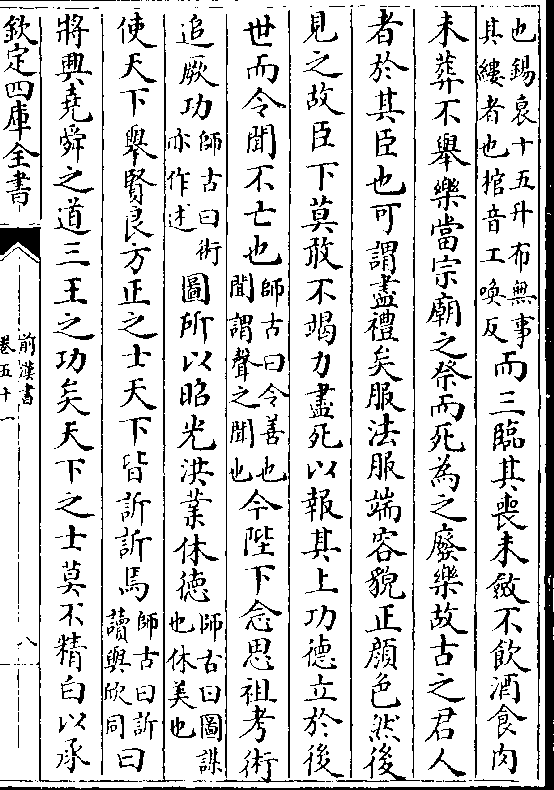 也錫衰十五升布無事
其縷者也棺音工喚反
而三臨其喪未斂不飲酒食肉
未葬不舉樂當宗廟之祭而死為之廢樂故古之君人
者於其臣也可謂盡禮矣服法服端容貌正顔色然後
見之故臣下莫敢不竭力盡死以報其上功德立於後
世而令聞不亡也
師古曰令善也
聞謂聲之聞也
今陛下念思祖考術
追厥功
師古曰術
亦作述
圖所以昭光洪業休德
師古曰圖謀
也休美也
使天下舉賢良方正之士天下皆訢訢焉
師古曰訢
讀與欣同
曰
將興堯舜之道三王之功矣天下之士莫不精白以承
欽定四庫全書
前漢書
卷五十一
八